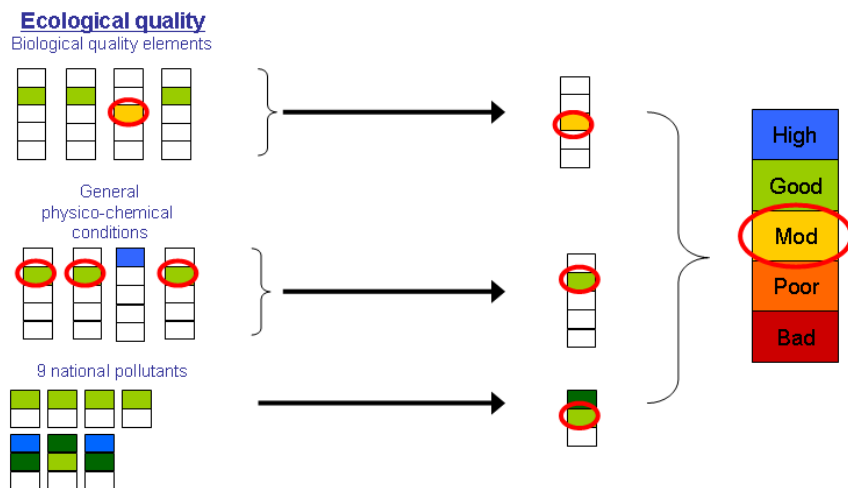 Ecological quality
Biological quality elements
General
physico-chemical
conditions
9 national pollutants
High
Good
Mod
Poor
Bad